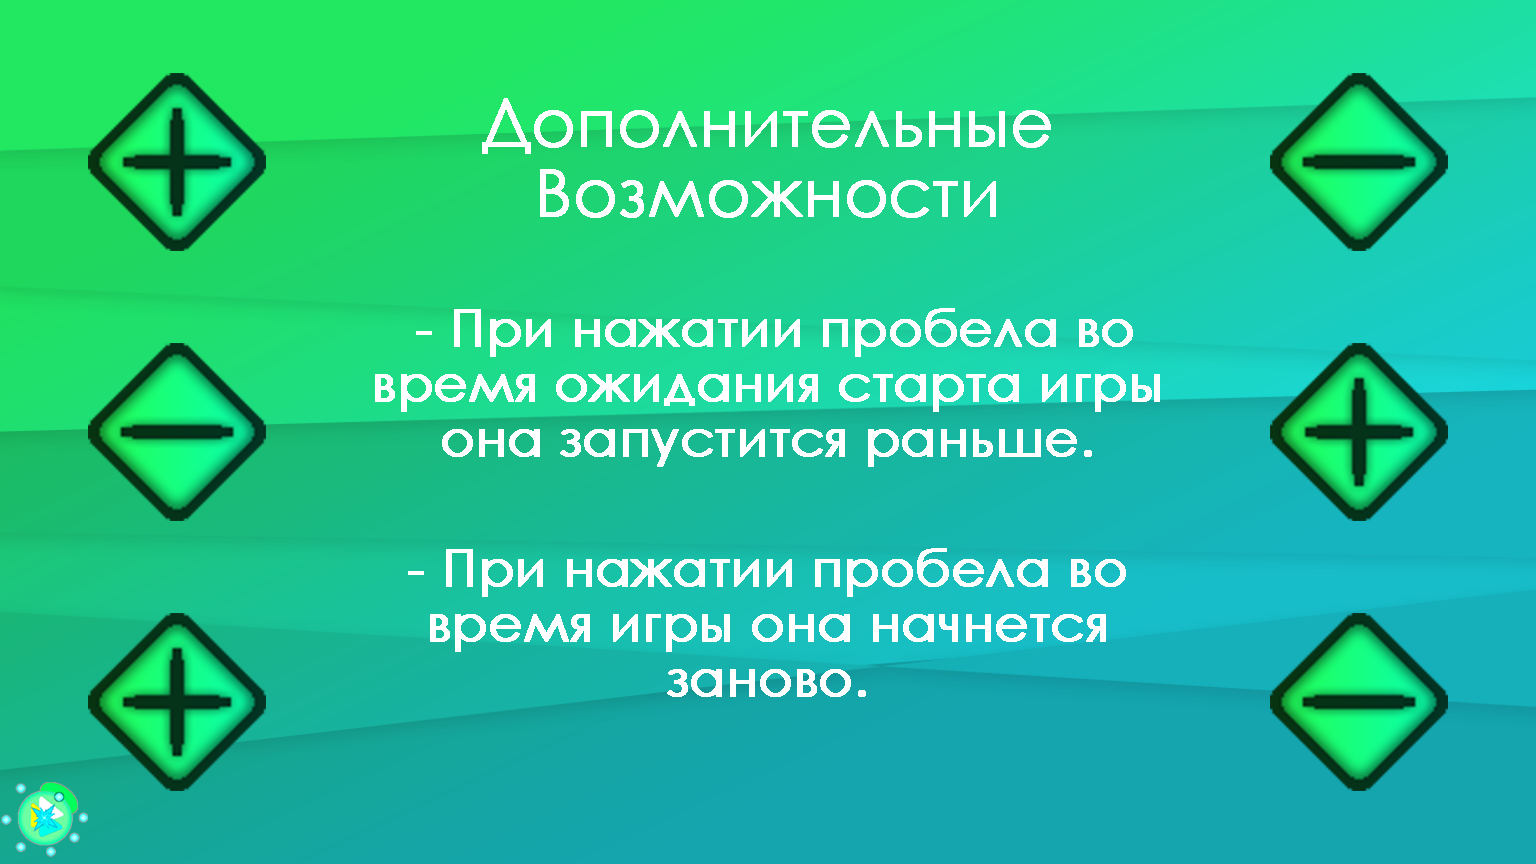 Дополнительные
Возможности
- При нажатии пробела во
время ожидания старта игры
она запустится раньше.
- При нажатии пробела во
время игры она начнется
заново.